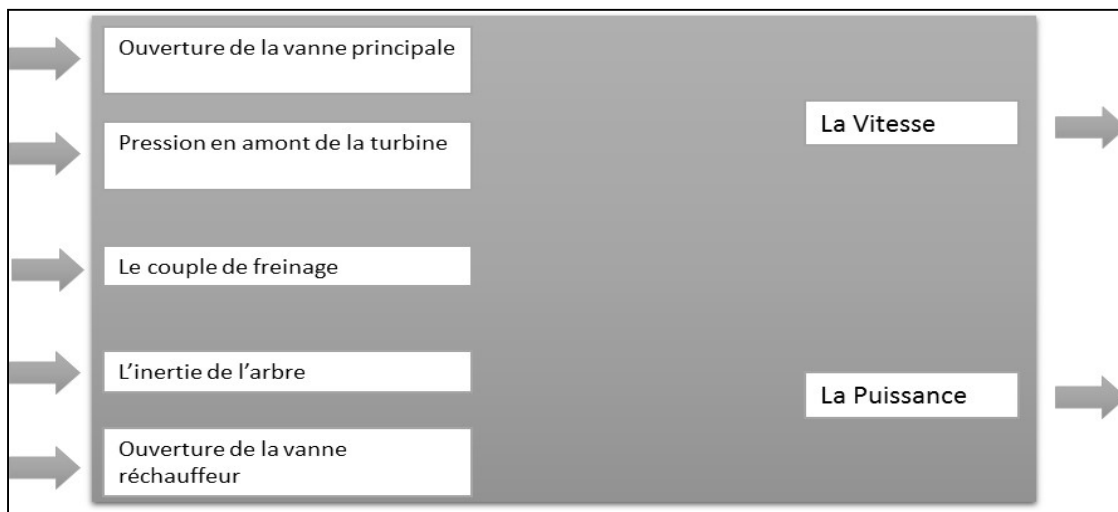 Ouverture de la vanne principale
Pression en amont de la turbine
Le couple de freinage
L'inertie de l'arbre
Ouverture de la vanne
réchauffeur
La Vitesse
La Puissance